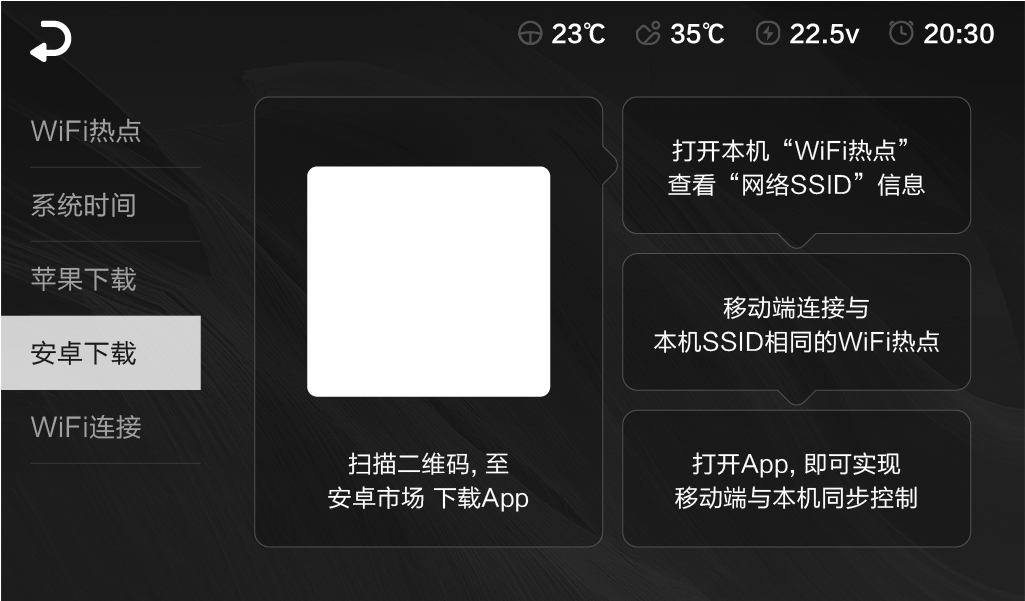 23℃ 35℃ 22.5v 20:30
WiFi热点
系统时间
苹果下载
安卓下载
WiFi连接
扫描二维码, 至
安卓市场 下载App
打开本机“WiFi热点”
查看“网络SSID”信息
移动端连接与
本机SSID相同的WiFi热点
打开App, 即可实现
移动端与本机同步控制